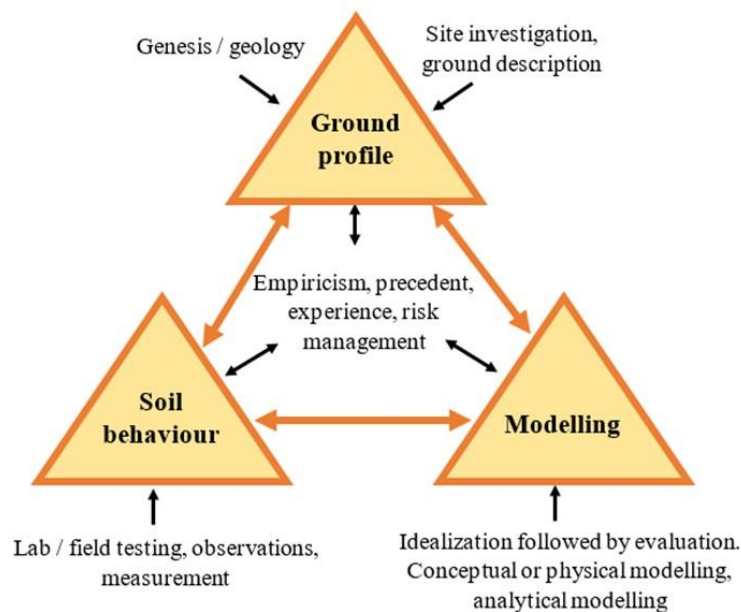 Genesis / geology
Site investigation,
ground description
Ground
profile
Empiricism, precedent,
experience, risk
management
Soil
behaviour
Modelling
Lab / field testing, observations,
measurement
Idealization followed by evaluation.
Conceptual or physical modelling,
analytical modelling